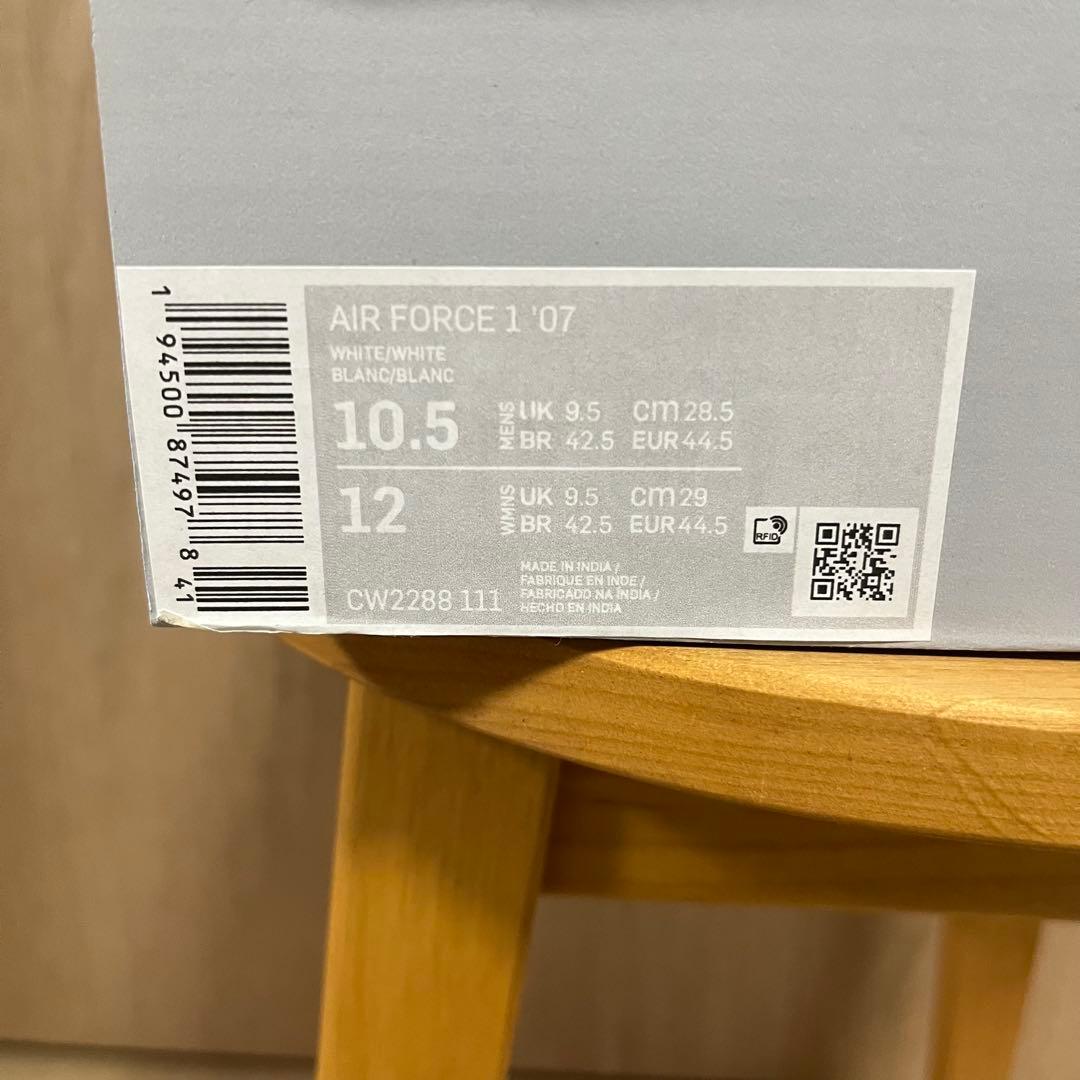 AIR FORCE 1 '07
WHITE/WHITE
BLANC/BLANC
10.5 MENS UK 9.5 cm 28.5
BR 42.5 EUR 44.5
12 WMNS UK 9.5 cm 29
BR 42.5 EUR 44.5
CW2288 111
MADE IN INDIA /
FABRIQUE EN INDE /
FABRICADO NA INDIA /
HECHO EN INDIA
RFID
1 94500 87497 8 41